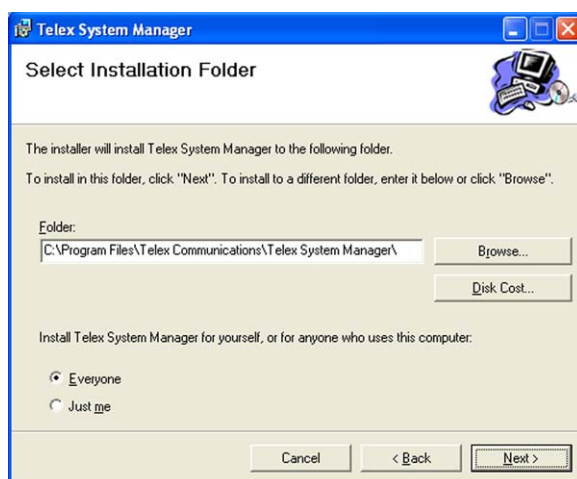 Telex System Manager
Select Installation Folder
The installer will install Telex System Manager to the following folder.
To install in this folder, click "Next". To install to a different folder, enter it below or click "Browse".
Folder:
C:\Program Files\Telex Communications\Telex System Manager\
Browse...
Disk Cost...
Install Telex System Manager for yourself, or for anyone who uses this computer:
Everyone
Just me
Cancel
< Back
Next >